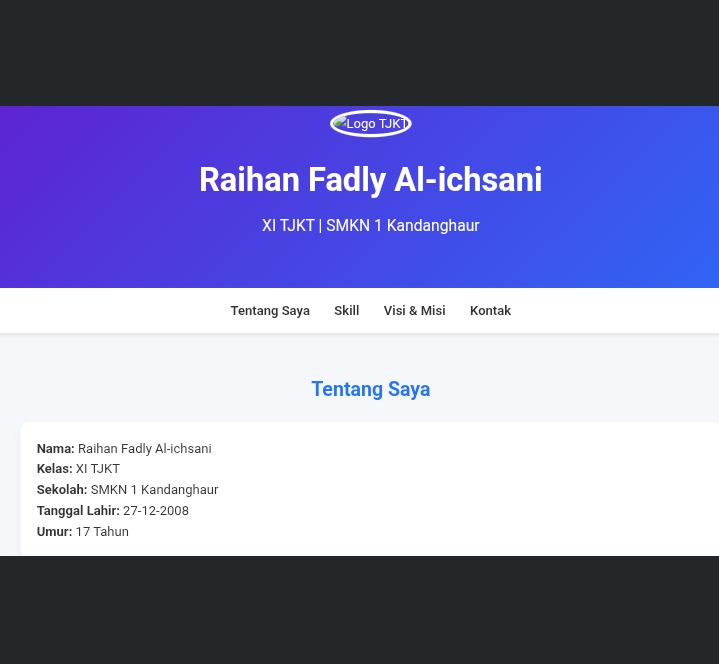 Logo TJKT
Raihan Fadly Al-ichsani
XI TJKT | SMKN 1 Kandanghaur
Tentang Saya Skill Visi & Misi Kontak
Tentang Saya
Nama: Raihan Fadly Al-ichsani
Kelas: XI TJKT
Sekolah: SMKN 1 Kandanghaur
Tanggal Lahir: 27-12-2008
Umur: 17 Tahun